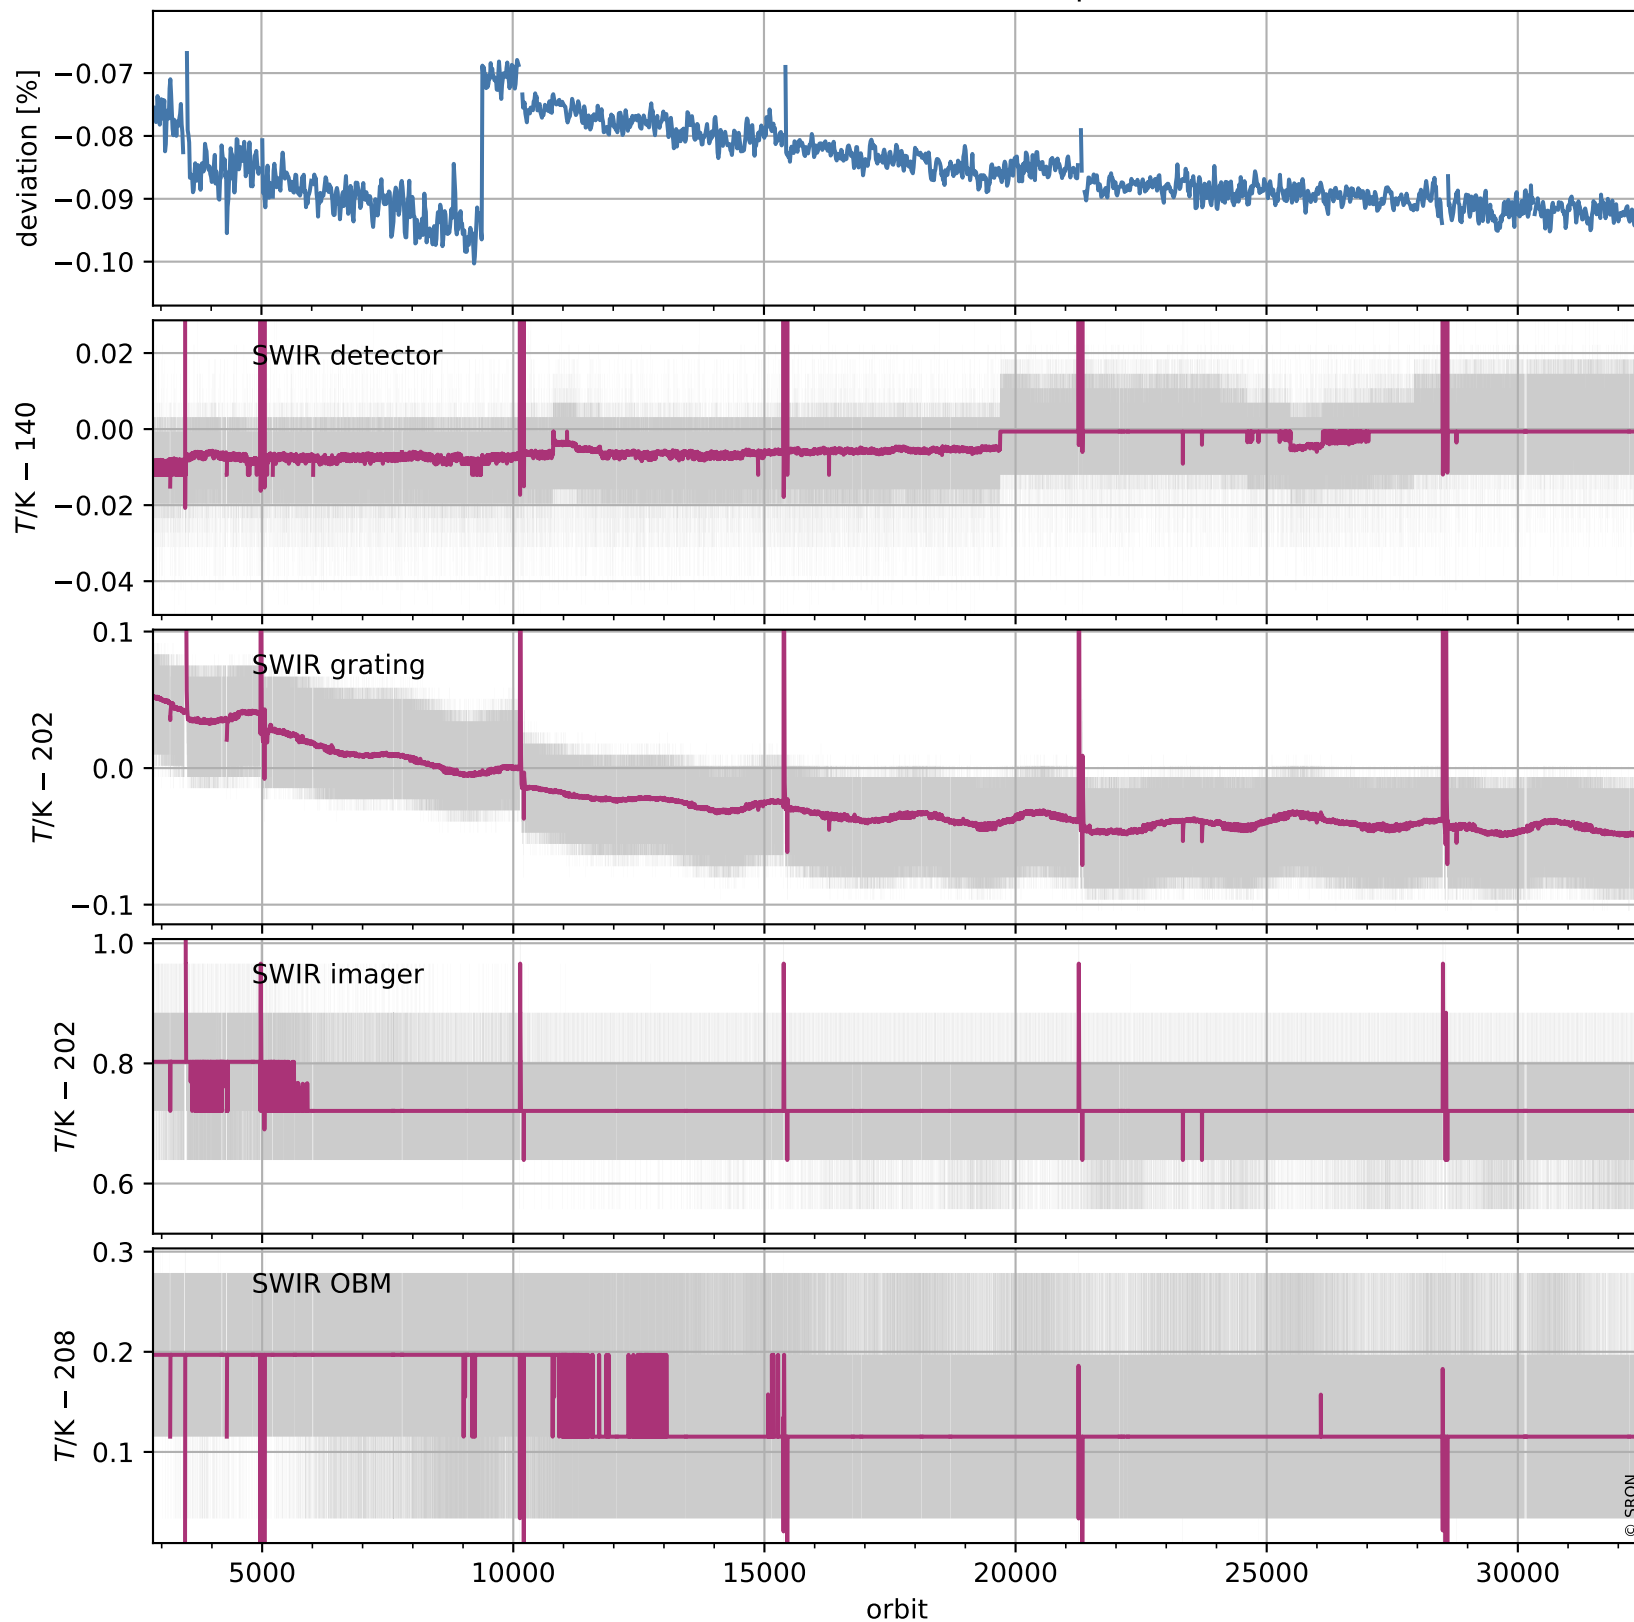 deviation [%]
−0.07
−0.08
−0.09
−0.10
SWIR detector
T/K − 140
0.02
0.00
−0.02
−0.04
SWIR grating
T/K − 202
0.1
0.0
−0.1
SWIR imager
T/K − 202
1.0
0.8
0.6
SWIR OBM
T/K − 208
0.3
0.2
0.1
5000 10000 15000 20000 25000 30000
orbit
© SRON